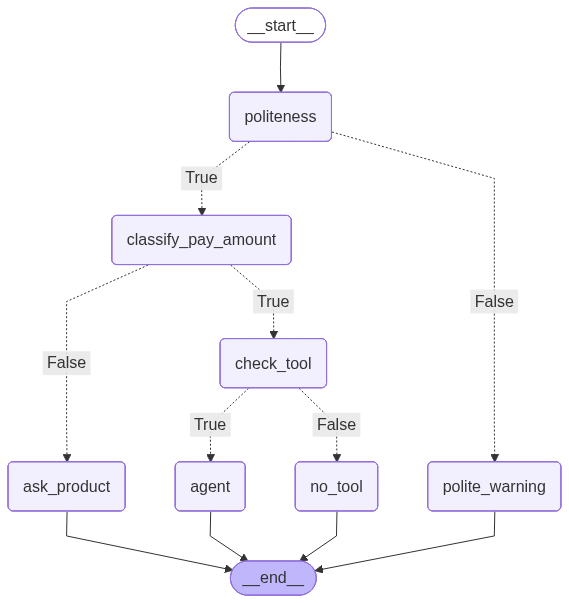 __start__
politeness
True
classify_pay_amount
False
True
False
check_tool
True
False
ask_product
agent
no_tool
polite_warning
__end__